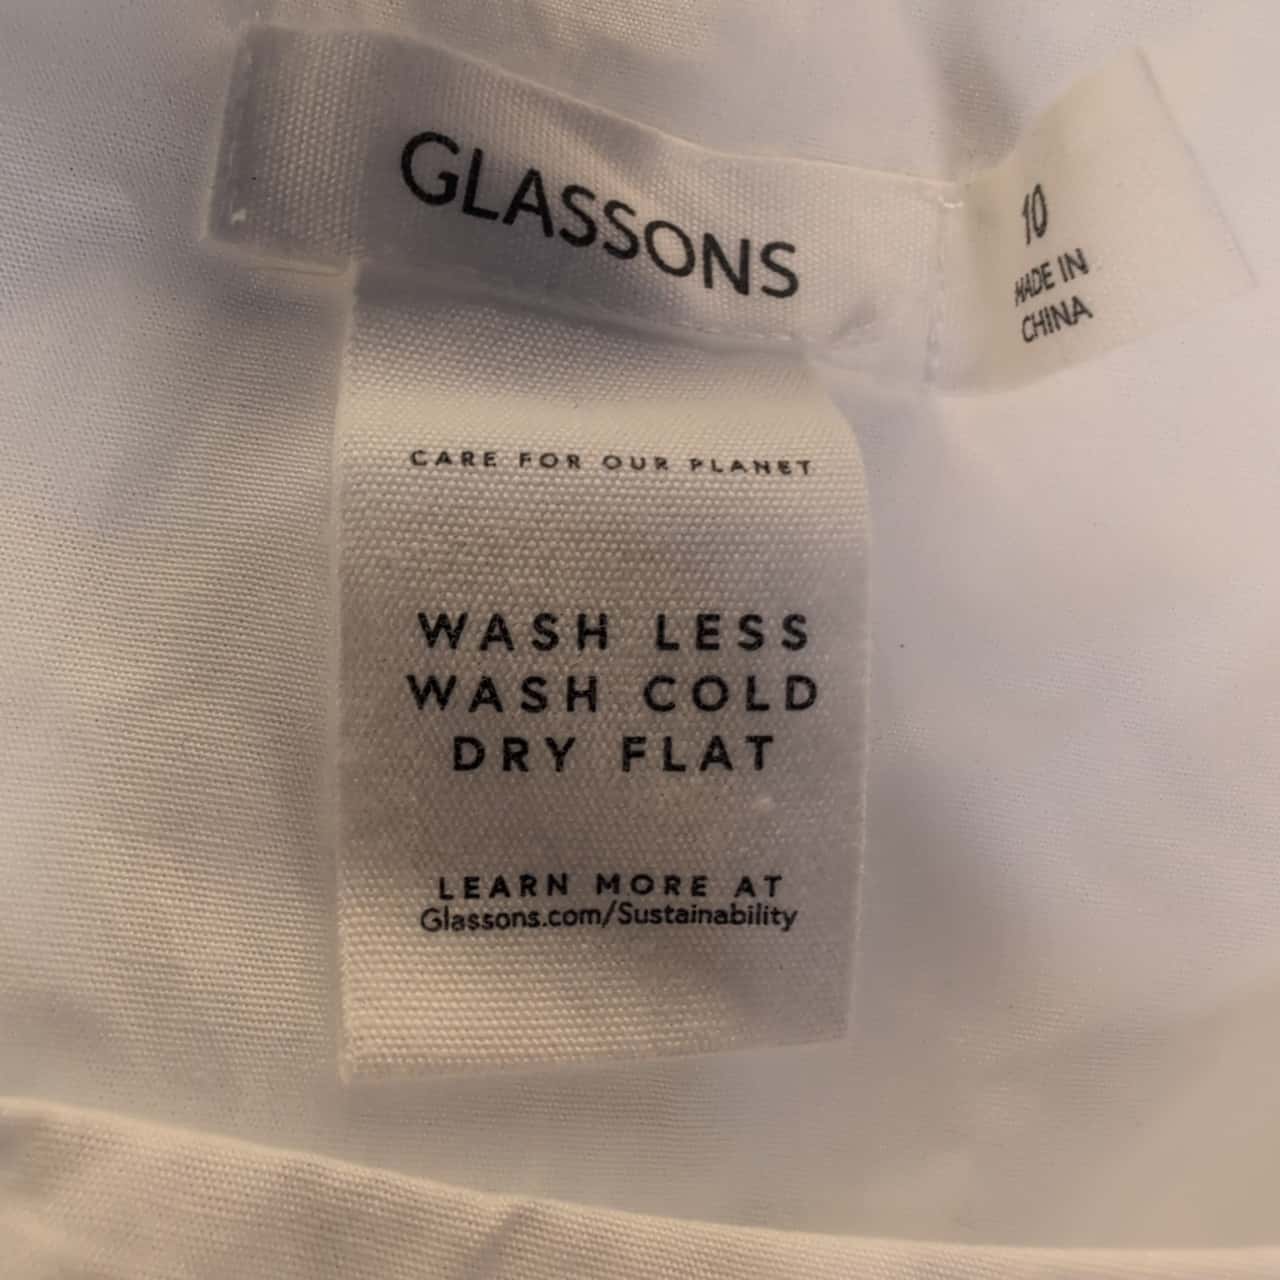 GLASSONS
10
MADE IN
CHINA
CARE FOR OUR PLANET
WASH LESS
WASH COLD
DRY FLAT
LEARN MORE AT
Glassons.com/Sustainability